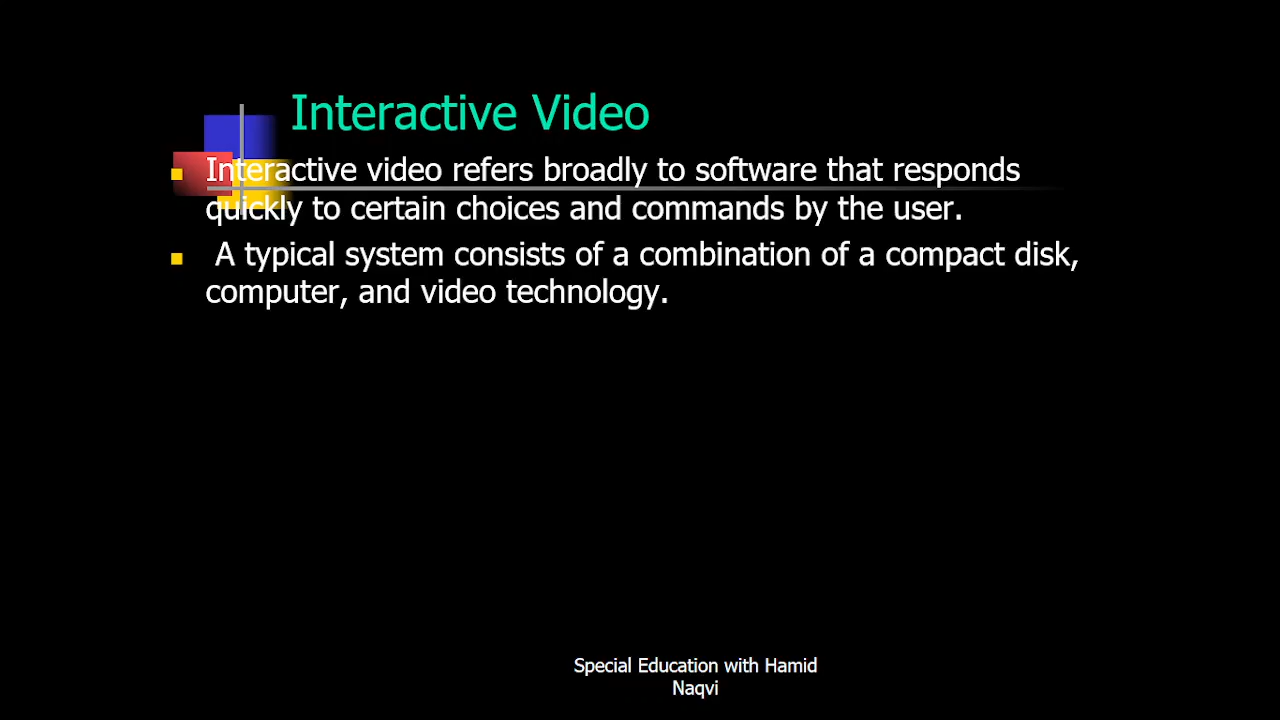 Interactive Video
Interactive video refers broadly to software that responds
quickly to certain choices and commands by the user.
A typical system consists of a combination of a compact disk,
computer, and video technology.
Special Education with Hamid
Naqvi